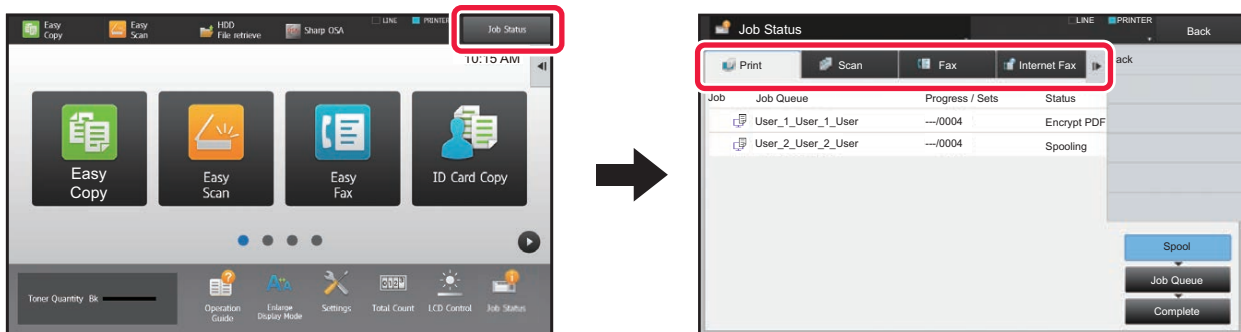 Easy Copy
Easy Scan
HDD File retrieve
Sharp OSA
LINE
PRINTER
Job Status
10:15 AM
Easy Copy
Easy Scan
Easy Fax
ID Card Copy
Toner Quantity Bk
Operation Guide
Enlarge Display Mode
Settings
Total Count
LCD Control
Job Status
Job Status
LINE
PRINTER
Back
Print
Scan
Fax
Internet Fax
ack
Job Job Queue Progress / Sets Status
User_1_User_1_User ---/0004 Encrypt PDF
User_2_User_2_User ---/0004 Spooling
Spool
Job Queue
Complete